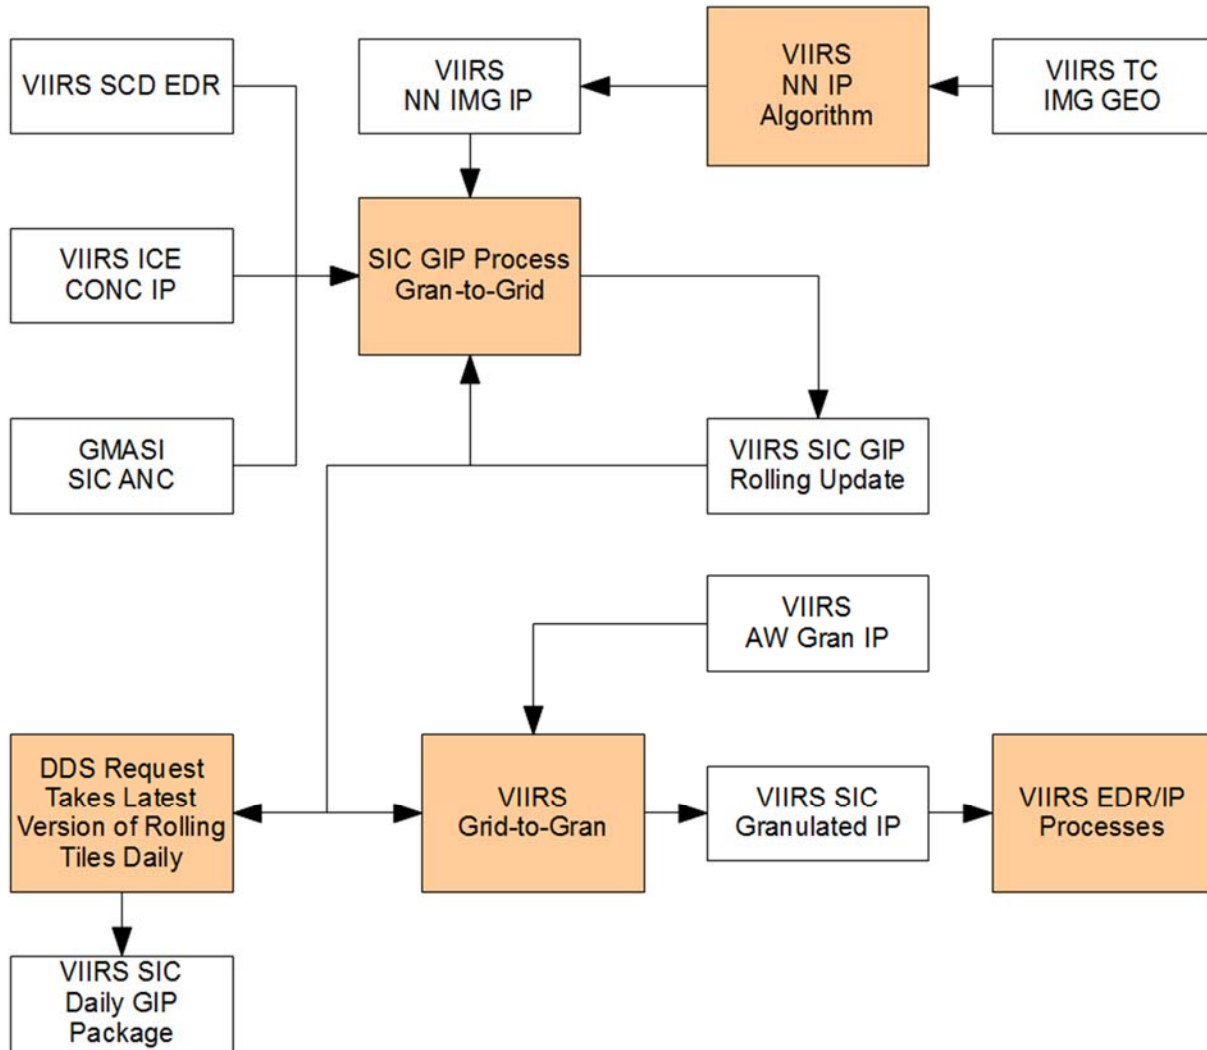 VIIRS SCD EDR
VIIRS
NN IMG IP
VIIRS
NN IP
Algorithm
VIIRS TC
IMG GEO
VIIRS ICE
CONC IP
SIC GIP Process
Gran-to-Grid
GMASI
SIC ANC
VIIRS SIC GIP
Rolling Update
VIIRS
AW Gran IP
DDS Request
Takes Latest
Version of Rolling
Tiles Daily
VIIRS
Grid-to-Gran
VIIRS SIC
Granulated IP
VIIRS EDR/IP
Processes
VIIRS SIC
Daily GIP
Package